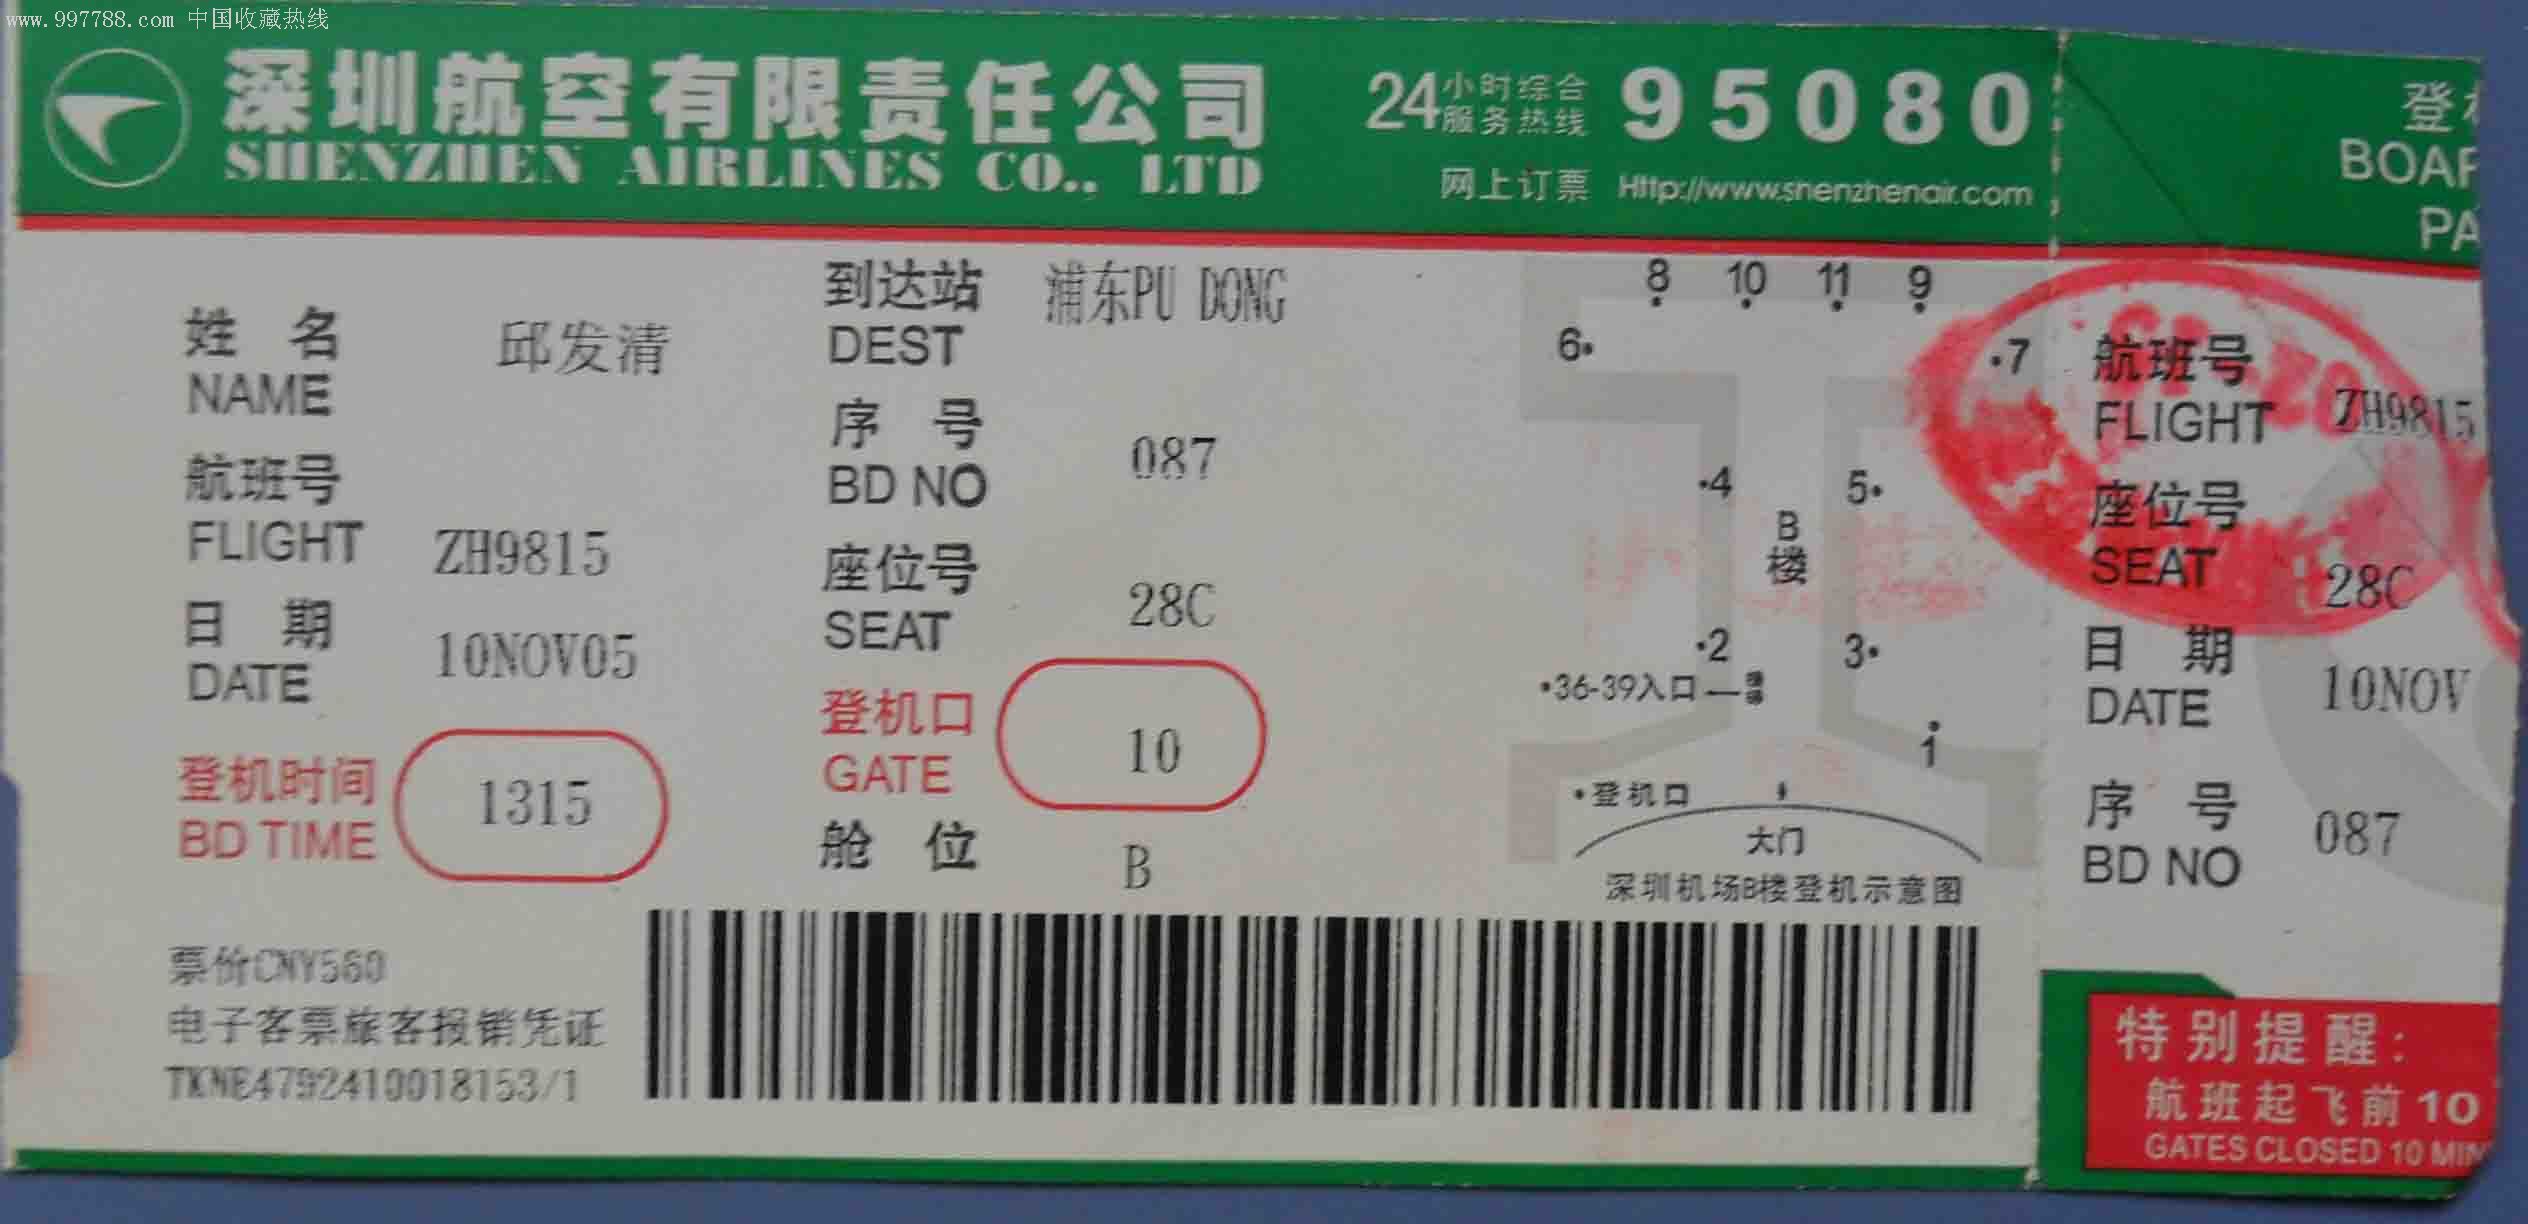 www.997788.com 中国收藏热线
深圳航空有限责任公司
SHENZHEN AIRLINES CO., LTD
24小时综合服务热线 95080
网上订票 Http://www.shenzhenair.com
姓 名 邱发清
NAME
航班号
FLIGHT ZH9815
日 期
DATE 10NOV05
登机时间
BD TIME 1315
到达站 浦东PU DONG
DEST
序 号
BD NO 087
座位号
SEAT 28C
登机口
GATE 10
舱 位 B
票价CNY560
电子客票旅客报销凭证
TKNE4792410018153/1
8 10 11 9
6 7
4 5
B楼
2 3
36-39入口
1
登机口
大门
深圳机场B楼登机示意图
登
BOAR
PA
航班号
FLIGHT ZH9815
座位号
SEAT 28C
日 期
DATE 10NOV
序 号
BD NO 087
特别提醒:
航班起飞前10
GATES CLOSED 10 MIN